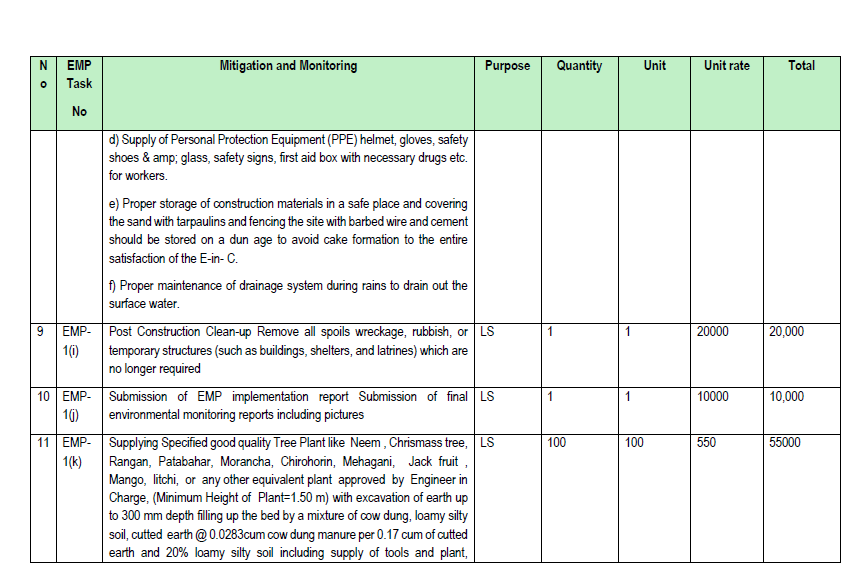 N EMP Mitigation and Monitoring Purpose Quantity Unit Unit rate Total
o Task
No
d) Supply of Personal Protection Equipment (PPE) helmet, gloves, safety
shoes & amp; glass, safety signs, first aid box with necessary drugs etc.
for workers.
e) Proper storage of construction materials in a safe place and covering
the sand with tarpaulins and fencing the site with barbed wire and cement
should be stored on a dun age to avoid cake formation to the entire
satisfaction of the E-in- C.
f) Proper maintenance of drainage system during rains to drain out the
surface water.
9 EMP- Post Construction Clean-up Remove all spoils wreckage, rubbish, or LS 1 1 20000 20,000
1(i) temporary structures (such as buildings, shelters, and latrines) which are
no longer required
10 EMP- Submission of EMP implementation report Submission of final LS 1 1 10000 10,000
1(j) environmental monitoring reports including pictures
11 EMP- Supplying Specified good quality Tree Plant like Neem , Chrismass tree, LS 100 100 550 55000
1(k) Rangan, Patabahar, Morancha, Chirohorin, Mehagani, Jack fruit ,
Mango, litchi, or any other equivalent plant approved by Engineer in
Charge, (Minimum Height of Plant=1.50 m) with excavation of earth up
to 300 mm depth filling up the bed by a mixture of cow dung, loamy silty
soil, cutted earth @ 0.0283cum cow dung manure per 0.17 cum of cutted
earth and 20% loamy silty soil including supply of tools and plant,